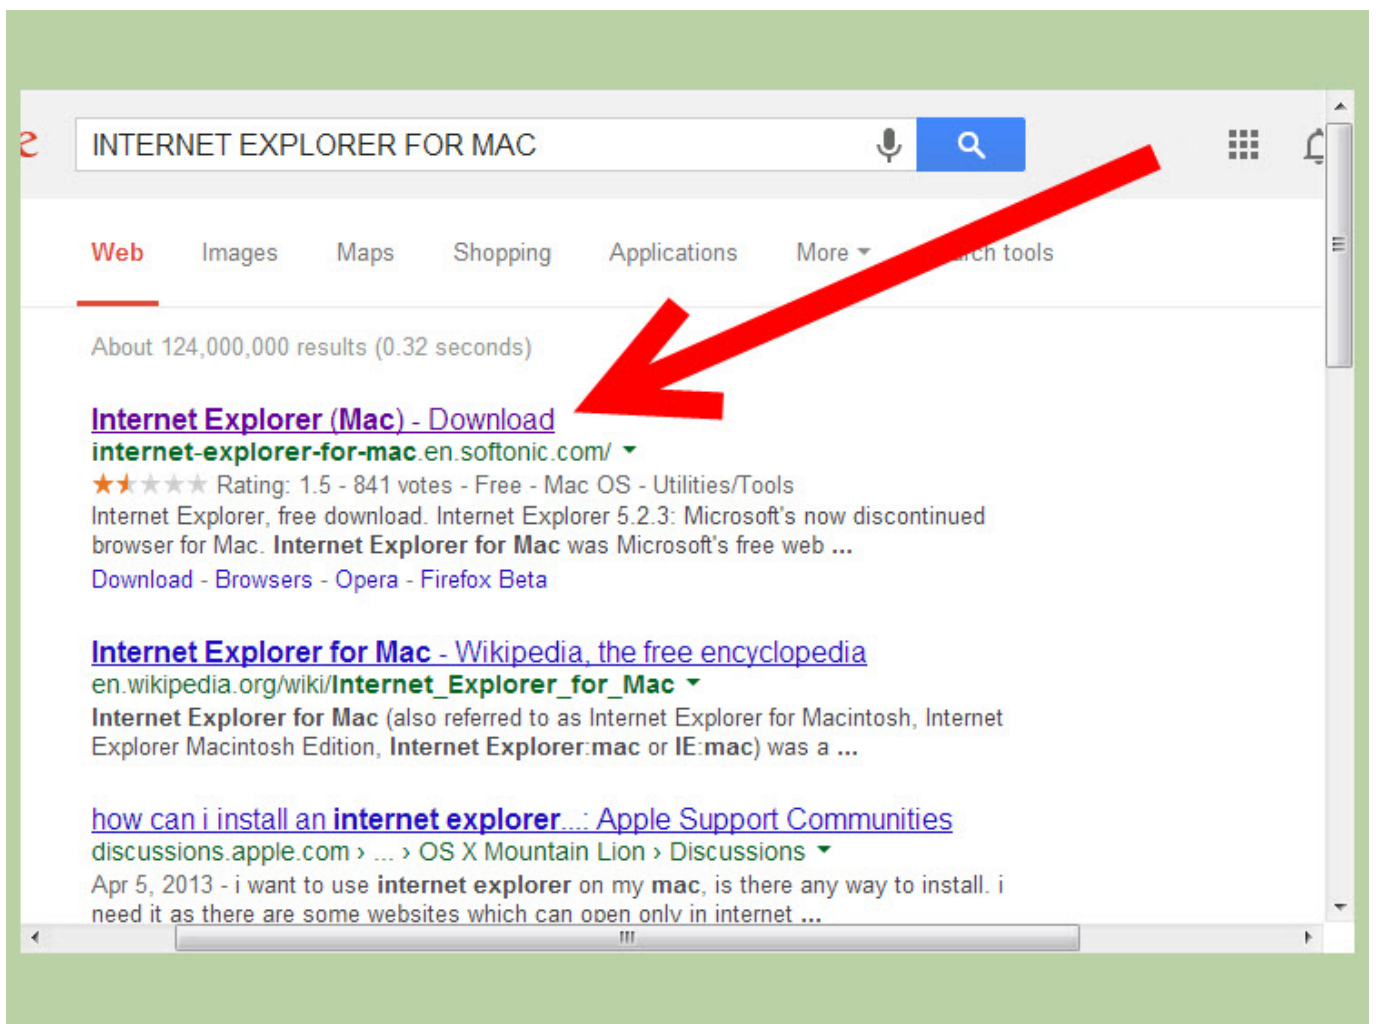 e INTERNET EXPLORER FOR MAC
Web Images Maps Shopping Applications More tools
About 124,000,000 results (0.32 seconds)
Internet Explorer (Mac) - Download
internet-explorer-for-mac.en.softonic.com/
Rating: 1.5 - 841 votes - Free - Mac OS - Utilities/Tools
Internet Explorer, free download. Internet Explorer 5.2.3: Microsoft's now discontinued
browser for Mac. Internet Explorer for Mac was Microsoft's free web ...
Download - Browsers - Opera - Firefox Beta
Internet Explorer for Mac - Wikipedia, the free encyclopedia
en.wikipedia.org/wiki/Internet_Explorer_for_Mac
Internet Explorer for Mac (also referred to as Internet Explorer for Macintosh, Internet
Explorer Macintosh Edition, Internet Explorer:mac or IE:mac) was a ...
how can i install an internet explorer...: Apple Support Communities
discussions.apple.com › ... › OS X Mountain Lion › Discussions
Apr 5, 2013 - i want to use internet explorer on my mac, is there any way to install. i
need it as there are some websites which can open only in internet ...